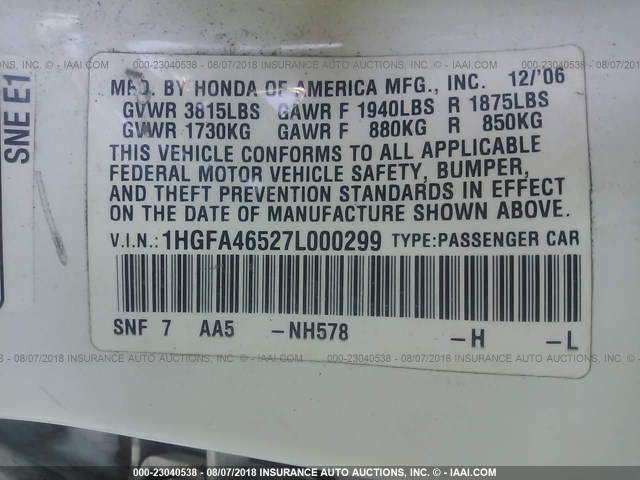 SNE E1
MFD. BY HONDA OF AMERICA MFG., INC. 12/'06
GVWR 3815LBS GAWR F 1940LBS R 1875LBS
GVWR 1730KG GAWR F 880KG R 850KG
THIS VEHICLE CONFORMS TO ALL APPLICABLE
FEDERAL MOTOR VEHICLE SAFETY, BUMPER,
AND THEFT PREVENTION STANDARDS IN EFFECT
ON THE DATE OF MANUFACTURE SHOWN ABOVE.
V.I.N.: 1HGFA46527L000299 TYPE: PASSENGER CAR
SNF 7 AA5 -NH578 -H -L
000-23040538 - 08/07/2018 INSURANCE AUTO AUCTIONS, INC. - © IAAI.COM